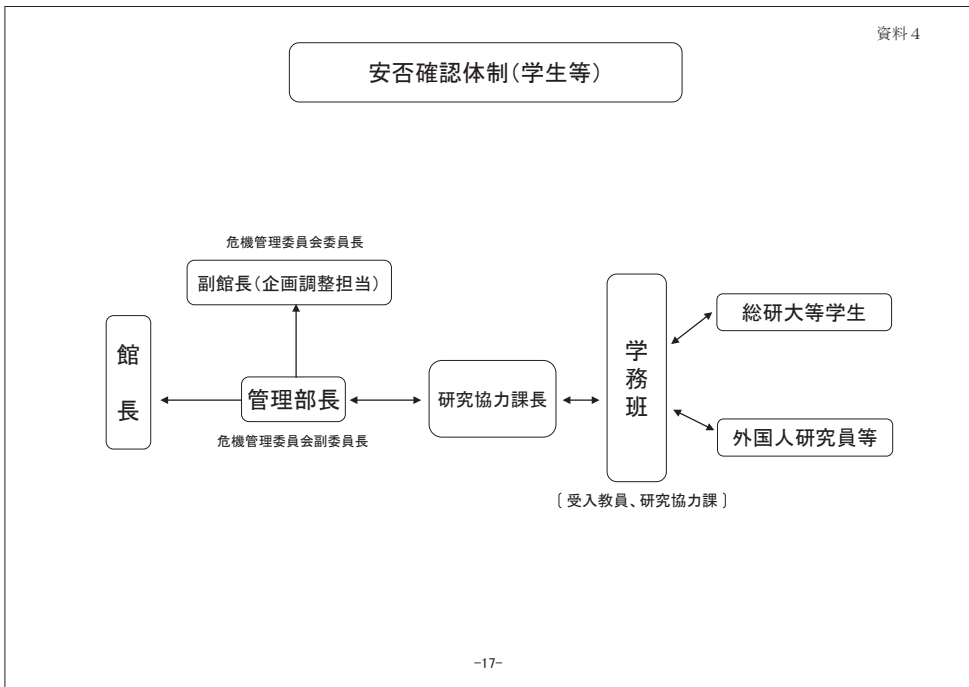 資料４
安否確認体制（学生等）
危機管理委員会委員長
副館長（企画調整担当）
館長
管理部長
危機管理委員会副委員長
研究協力課長
学務班
〔 受入教員、研究協力課 〕
総研大等学生
外国人研究員等
-17-